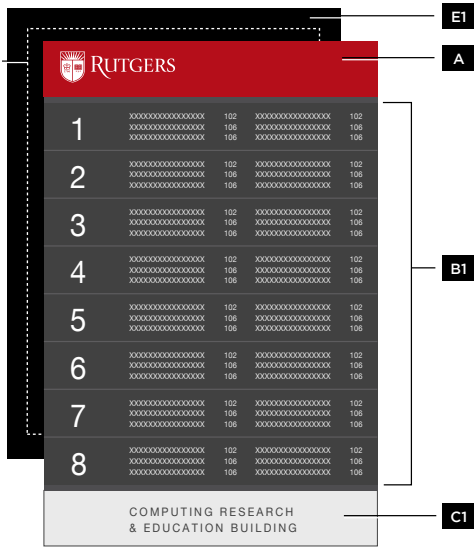 E1
A
RUTGERS
1
XXXXXXXXXXXXXXXX 102 XXXXXXXXXXXXXXXX 102
XXXXXXXXXXXXXXXX 106 XXXXXXXXXXXXXXXX 106
XXXXXXXXXXXXXXXX 106 XXXXXXXXXXXXXXXX 106
2
XXXXXXXXXXXXXXXX 102 XXXXXXXXXXXXXXXX 102
XXXXXXXXXXXXXXXX 106 XXXXXXXXXXXXXXXX 106
XXXXXXXXXXXXXXXX 106 XXXXXXXXXXXXXXXX 106
3
XXXXXXXXXXXXXXXX 102 XXXXXXXXXXXXXXXX 102
XXXXXXXXXXXXXXXX 106 XXXXXXXXXXXXXXXX 106
XXXXXXXXXXXXXXXX 106 XXXXXXXXXXXXXXXX 106
4
XXXXXXXXXXXXXXXX 102 XXXXXXXXXXXXXXXX 102
XXXXXXXXXXXXXXXX 106 XXXXXXXXXXXXXXXX 106
XXXXXXXXXXXXXXXX 106 XXXXXXXXXXXXXXXX 106
B1
5
XXXXXXXXXXXXXXXX 102 XXXXXXXXXXXXXXXX 102
XXXXXXXXXXXXXXXX 106 XXXXXXXXXXXXXXXX 106
XXXXXXXXXXXXXXXX 106 XXXXXXXXXXXXXXXX 106
6
XXXXXXXXXXXXXXXX 102 XXXXXXXXXXXXXXXX 102
XXXXXXXXXXXXXXXX 106 XXXXXXXXXXXXXXXX 106
XXXXXXXXXXXXXXXX 106 XXXXXXXXXXXXXXXX 106
7
XXXXXXXXXXXXXXXX 102 XXXXXXXXXXXXXXXX 102
XXXXXXXXXXXXXXXX 106 XXXXXXXXXXXXXXXX 106
XXXXXXXXXXXXXXXX 106 XXXXXXXXXXXXXXXX 106
8
XXXXXXXXXXXXXXXX 102 XXXXXXXXXXXXXXXX 102
XXXXXXXXXXXXXXXX 106 XXXXXXXXXXXXXXXX 106
XXXXXXXXXXXXXXXX 106 XXXXXXXXXXXXXXXX 106
COMPUTING RESEARCH
& EDUCATION BUILDING
C1